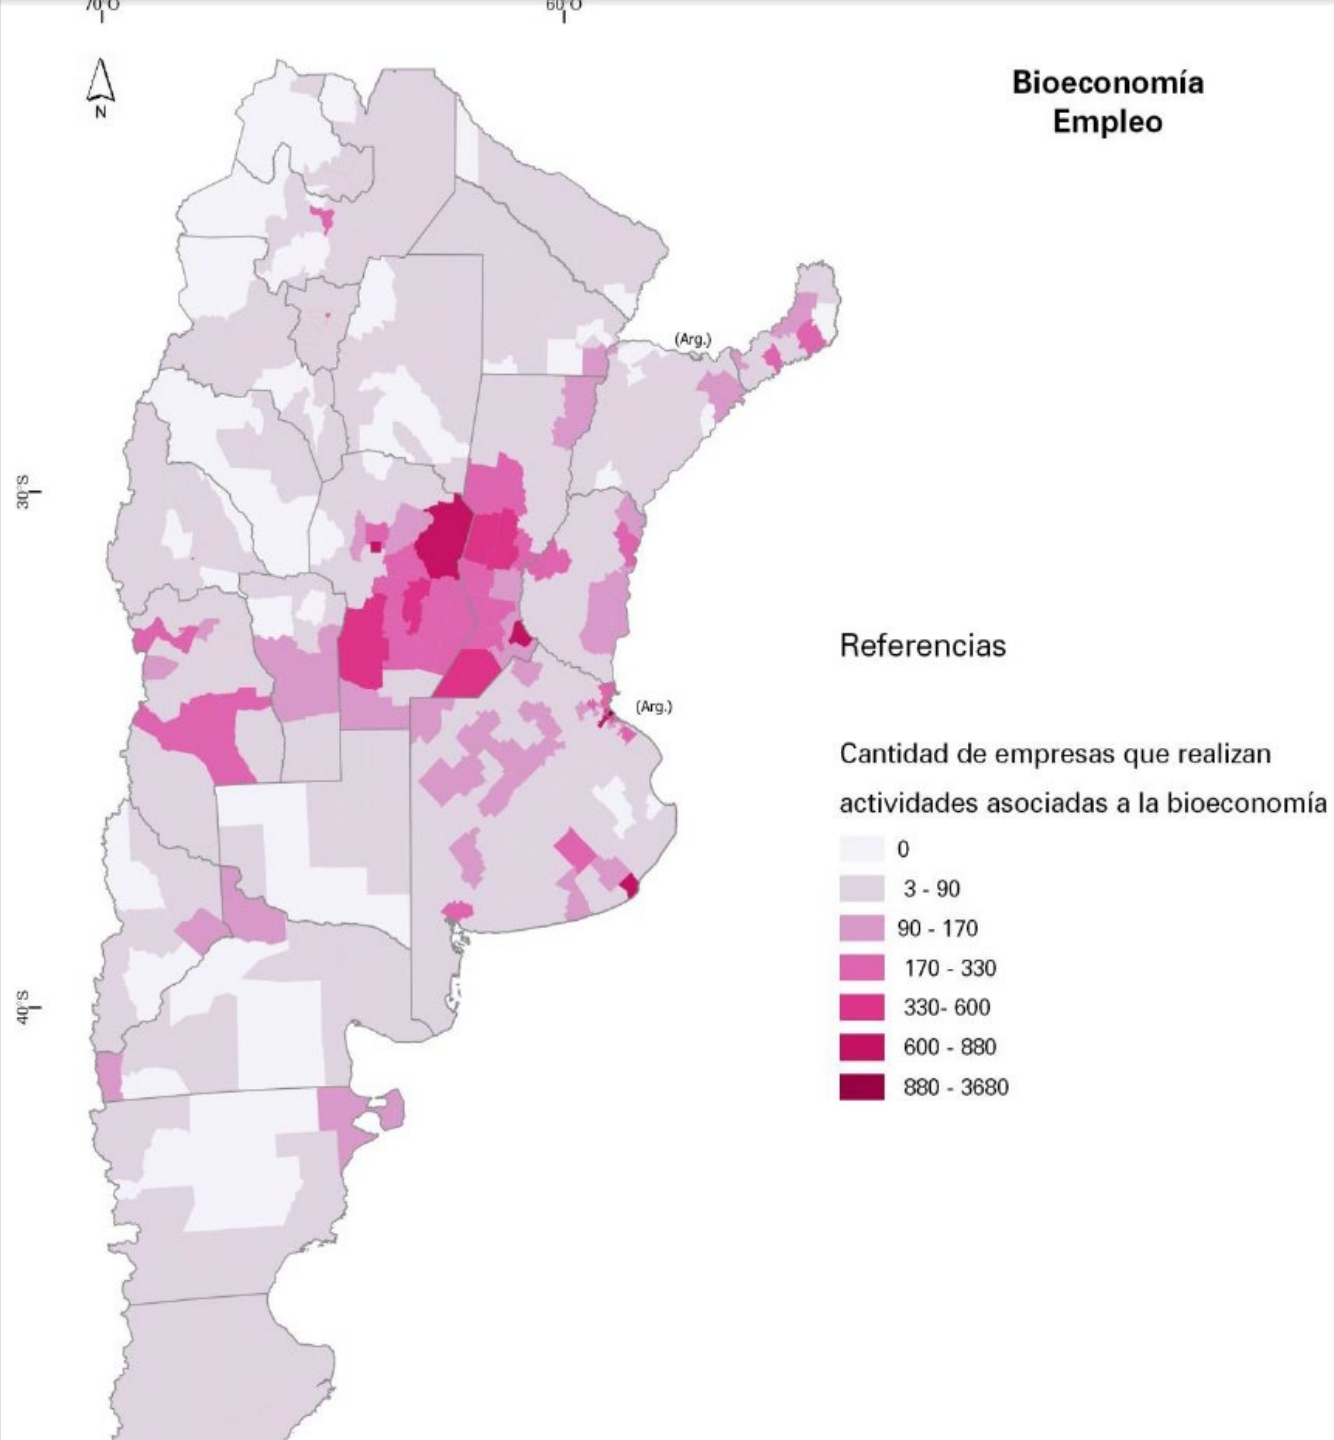 70°O
60°O
Bioeconomía
Empleo
N
(Arg.)
30°S
Referencias
(Arg.)
Cantidad de empresas que realizan
actividades asociadas a la bioeconomía
0
3 - 90
90 - 170
170 - 330
330- 600
600 - 880
880 - 3680
40°S